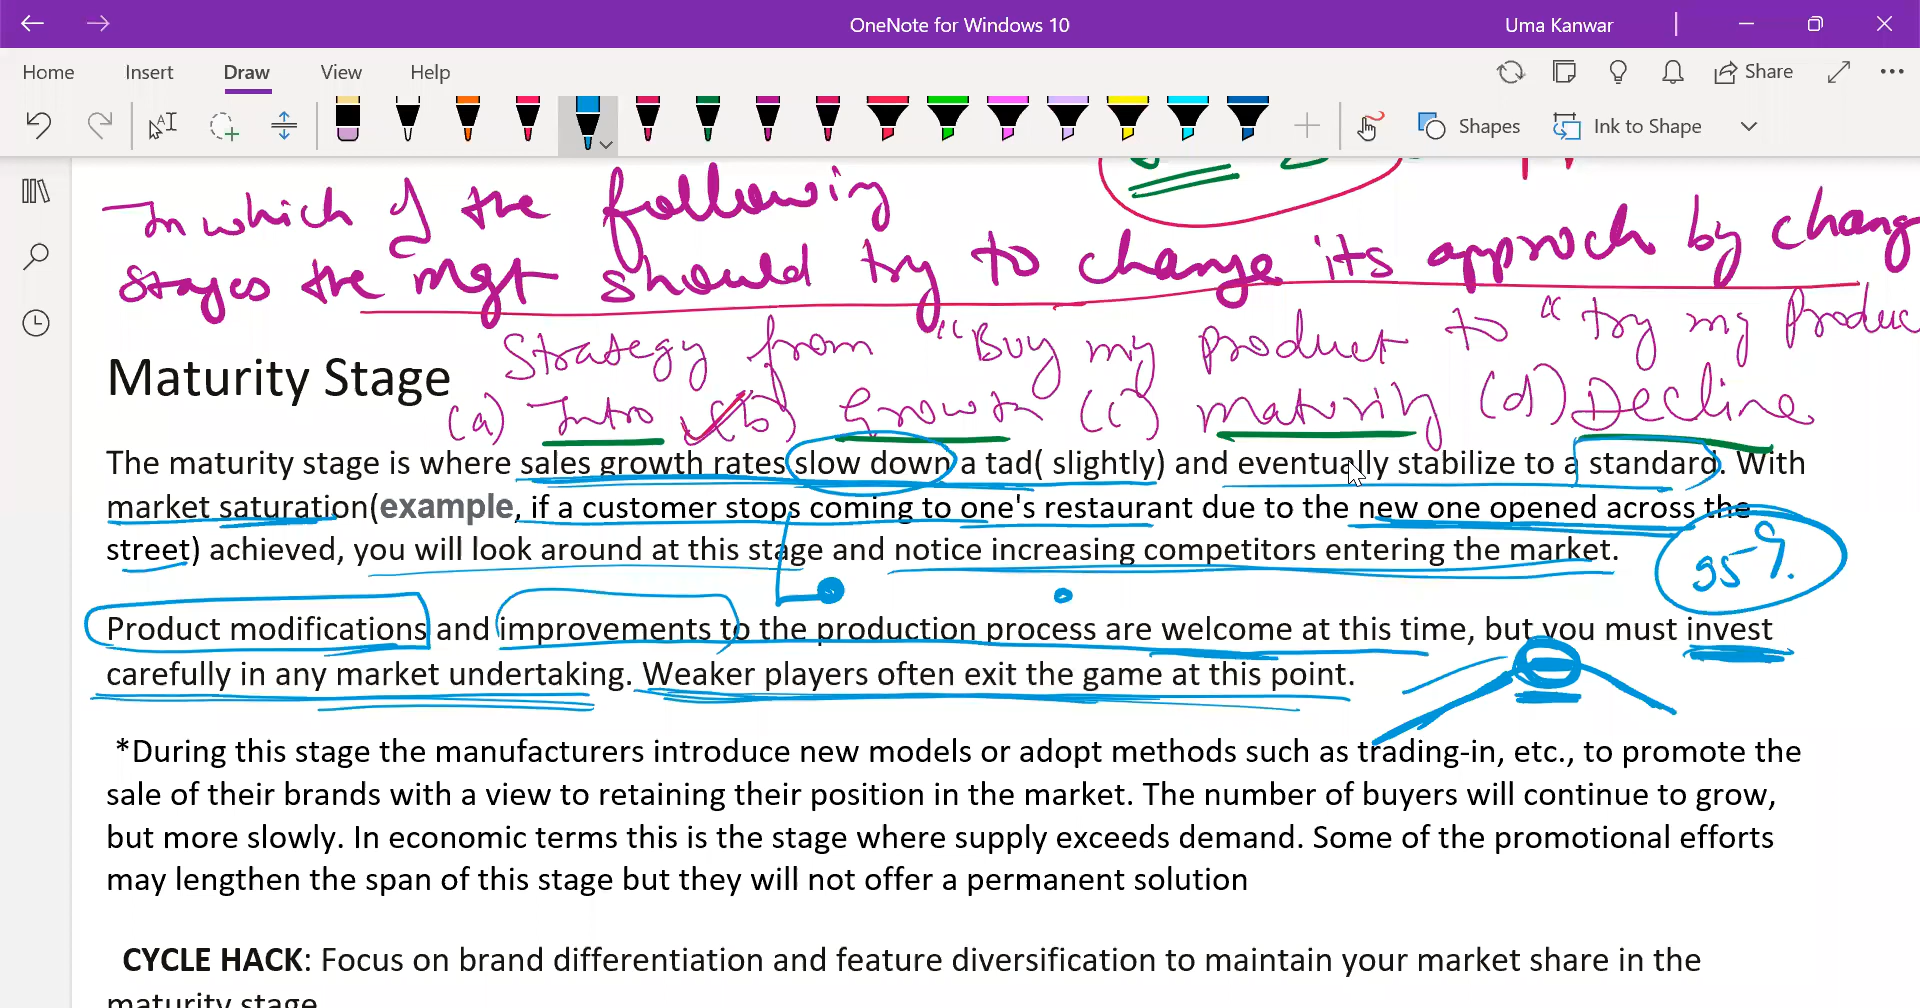 OneNote for Windows 10
Uma Kanwar
Home Insert Draw View Help
Share
Shapes
Ink to Shape
In which of the following
stages the mgt should try to change its approch by chang
Strategy from "Buy my product to "try my Produc
Maturity Stage
(a) Intro (b) Growth (c) maturity (d) Decline
The maturity stage is where sales growth rates slow down a tad( slightly) and eventually stabilize to a standard. With
market saturation(example, if a customer stops coming to one's restaurant due to the new one opened across the
street) achieved, you will look around at this stage and notice increasing competitors entering the market.
Product modifications and improvements to the production process are welcome at this time, but you must invest
carefully in any market undertaking. Weaker players often exit the game at this point.
*During this stage the manufacturers introduce new models or adopt methods such as trading-in, etc., to promote the
sale of their brands with a view to retaining their position in the market. The number of buyers will continue to grow,
but more slowly. In economic terms this is the stage where supply exceeds demand. Some of the promotional efforts
may lengthen the span of this stage but they will not offer a permanent solution
CYCLE HACK: Focus on brand differentiation and feature diversification to maintain your market share in the
maturity stage